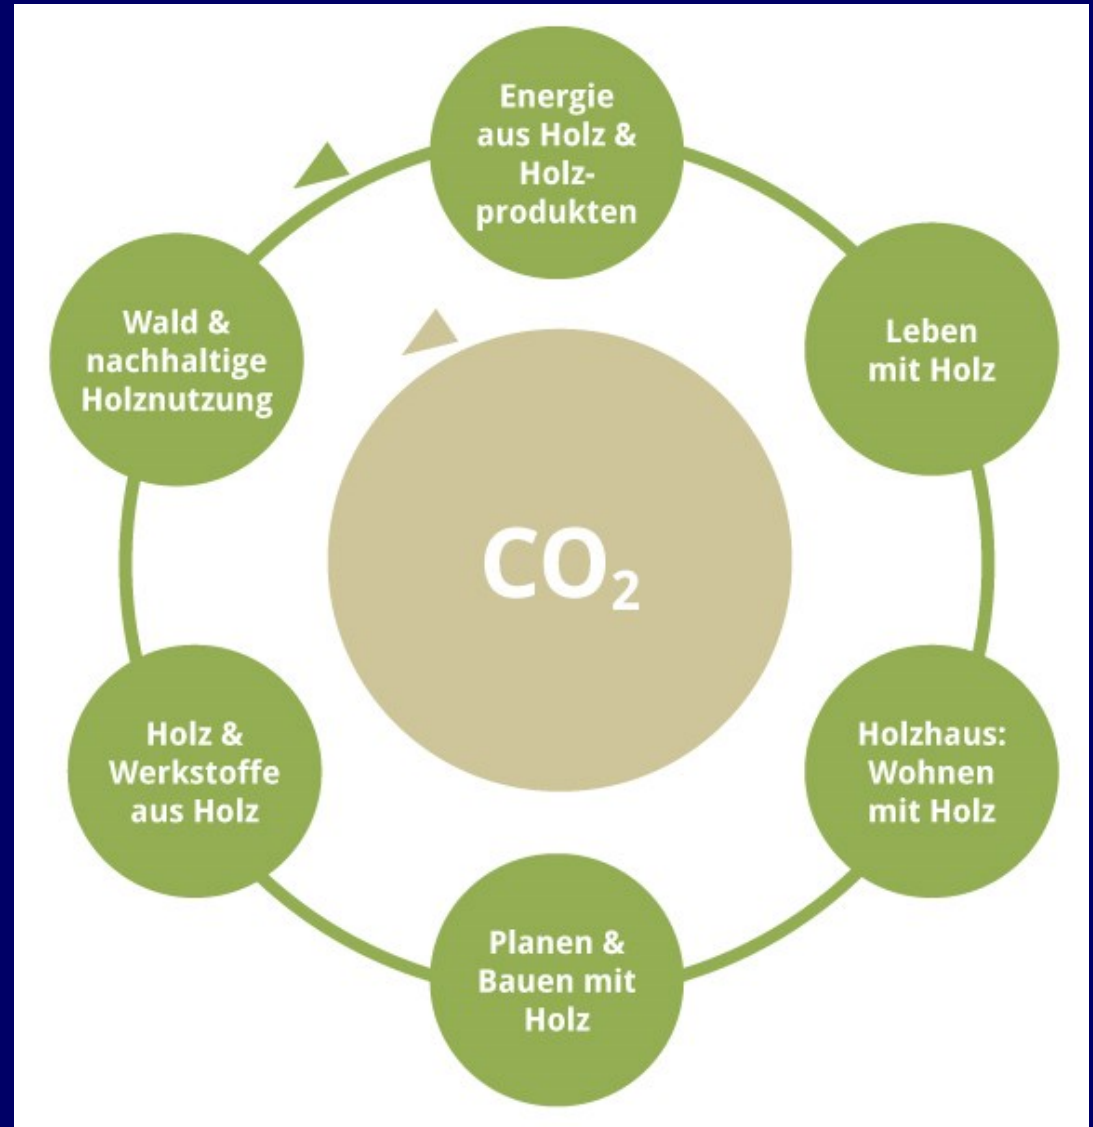 Energie
aus Holz &
Holz-
produkten
Leben
mit Holz
Wald &
nachhaltige
Holznutzung
CO₂
Holz &
Werkstoffe
aus Holz
Holzhaus:
Wohnen
mit Holz
Planen &
Bauen mit
Holz